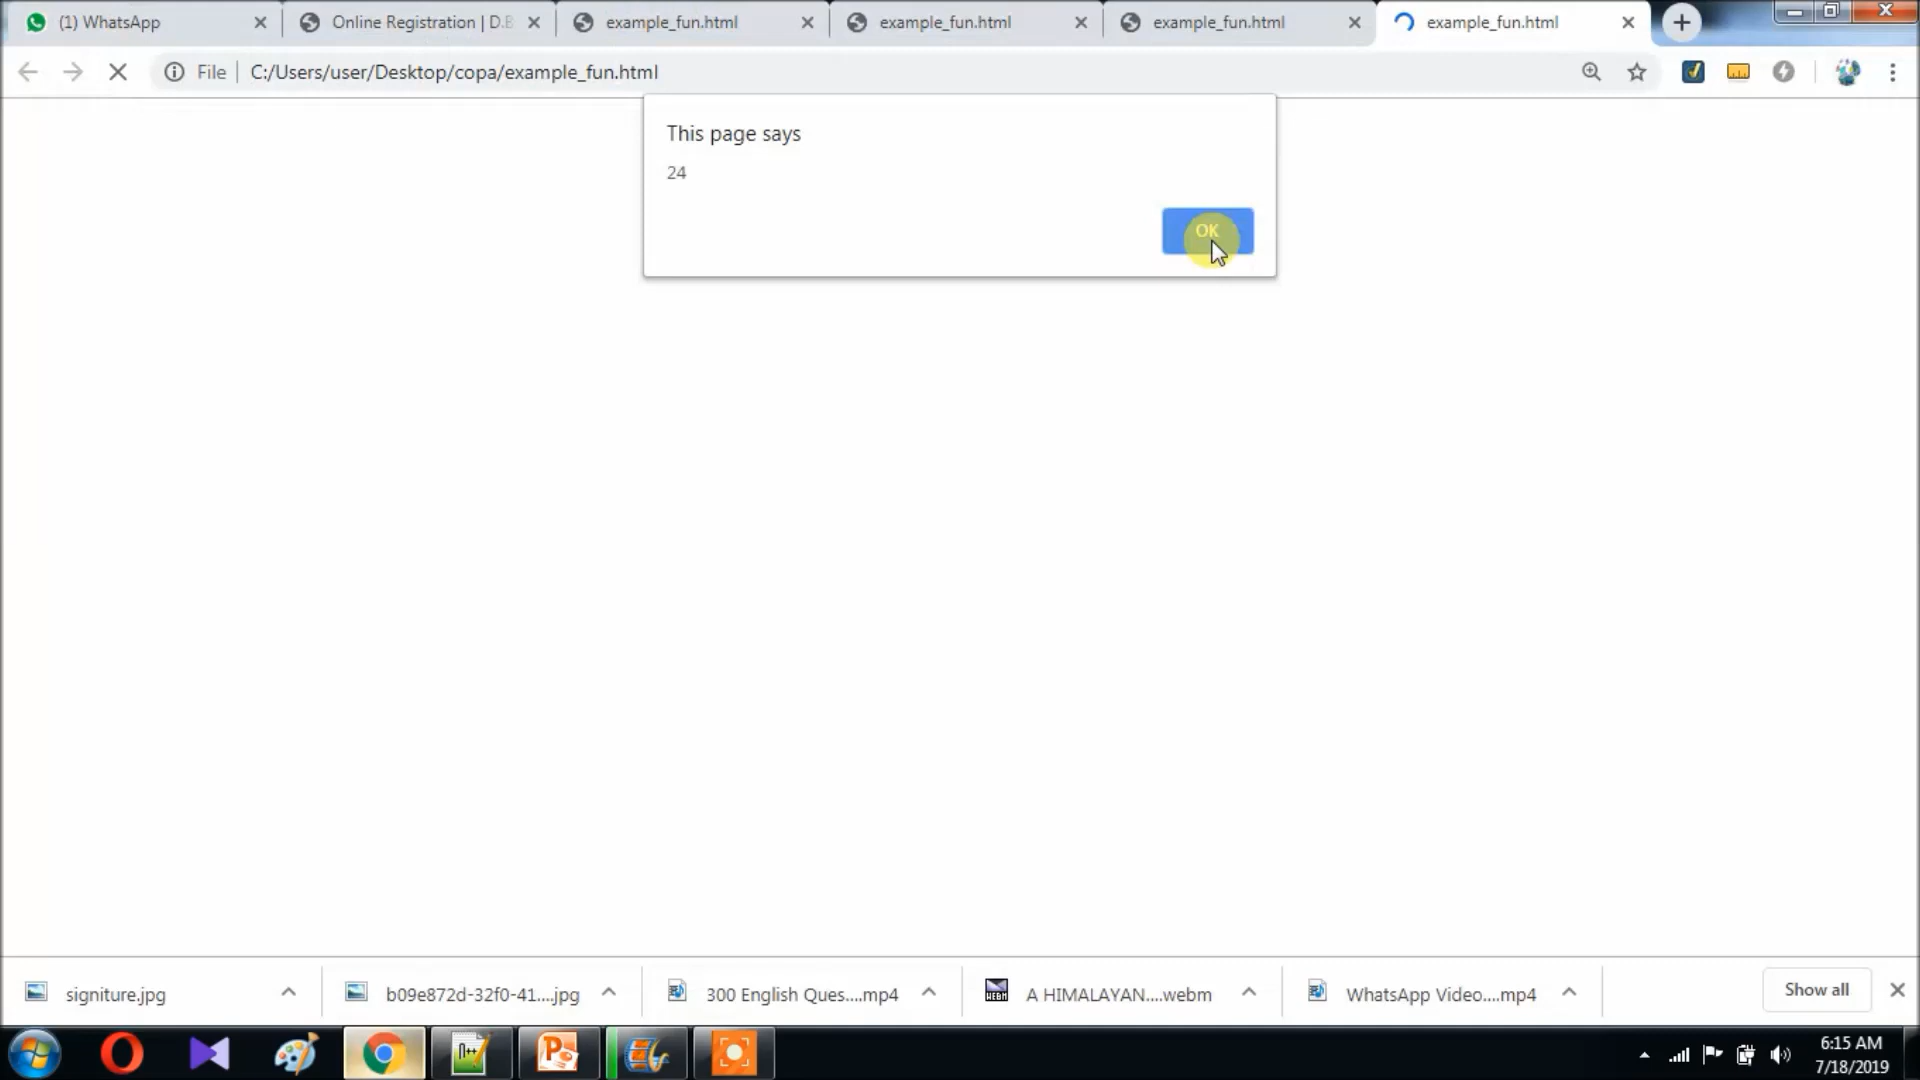 (1) WhatsApp
Online Registration | D.E
example_fun.html
example_fun.html
example_fun.html
example_fun.html
File
C:/Users/user/Desktop/copa/example_fun.html
This page says
24
OK
signiture.jpg
b09e872d-32f0-41....jpg
300 English Ques....mp4
A HIMALAYAN....webm
WhatsApp Video....mp4
Show all
6:15 AM
7/18/2019